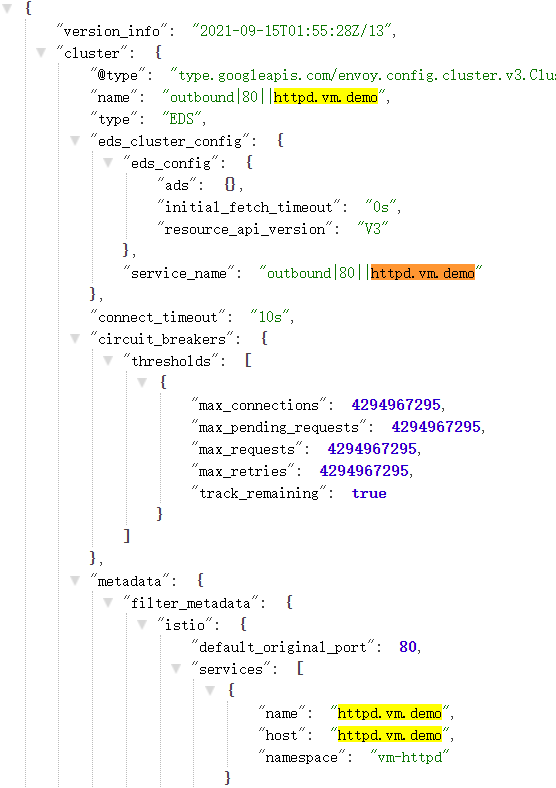 {
"version_info": "2021-09-15T01:55:28Z/13",
"cluster": {
"@type": "type.googleapis.com/envoy.config.cluster.v3.Clus
"name": "outbound|80||httpd.vm.demo",
"type": "EDS",
"eds_cluster_config": {
"eds_config": {
"ads": {},
"initial_fetch_timeout": "0s",
"resource_api_version": "V3"
},
"service_name": "outbound|80||httpd.vm.demo"
},
"connect_timeout": "10s",
"circuit_breakers": {
"thresholds": [
{
"max_connections": 4294967295,
"max_pending_requests": 4294967295,
"max_requests": 4294967295,
"max_retries": 4294967295,
"track_remaining": true
}
]
},
"metadata": {
"filter_metadata": {
"istio": {
"default_original_port": 80,
"services": [
{
"name": "httpd.vm.demo",
"host": "httpd.vm.demo",
"namespace": "vm-httpd"
}